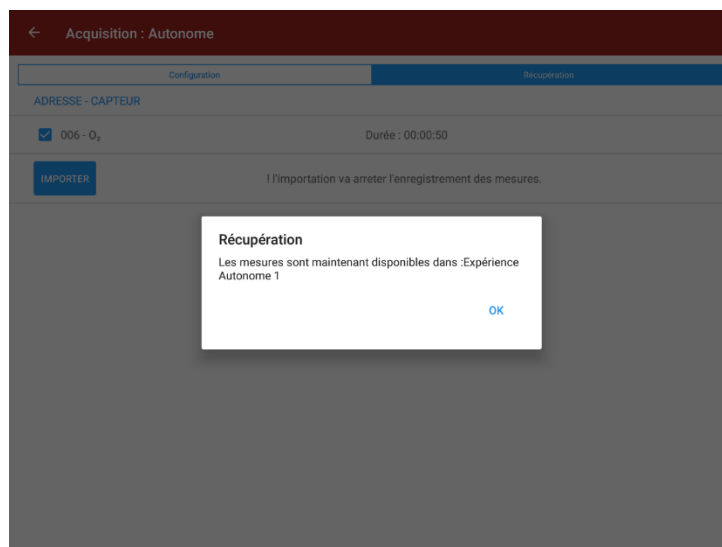 Acquisition : Autonome
Configuration
Récupération
ADRESSE - CAPTEUR
006 - O₂
Durée : 00:00:50
IMPORTER
! l'importation va arreter l'enregistrement des mesures.
Récupération
Les mesures sont maintenant disponibles dans :Expérience
Autonome 1
OK